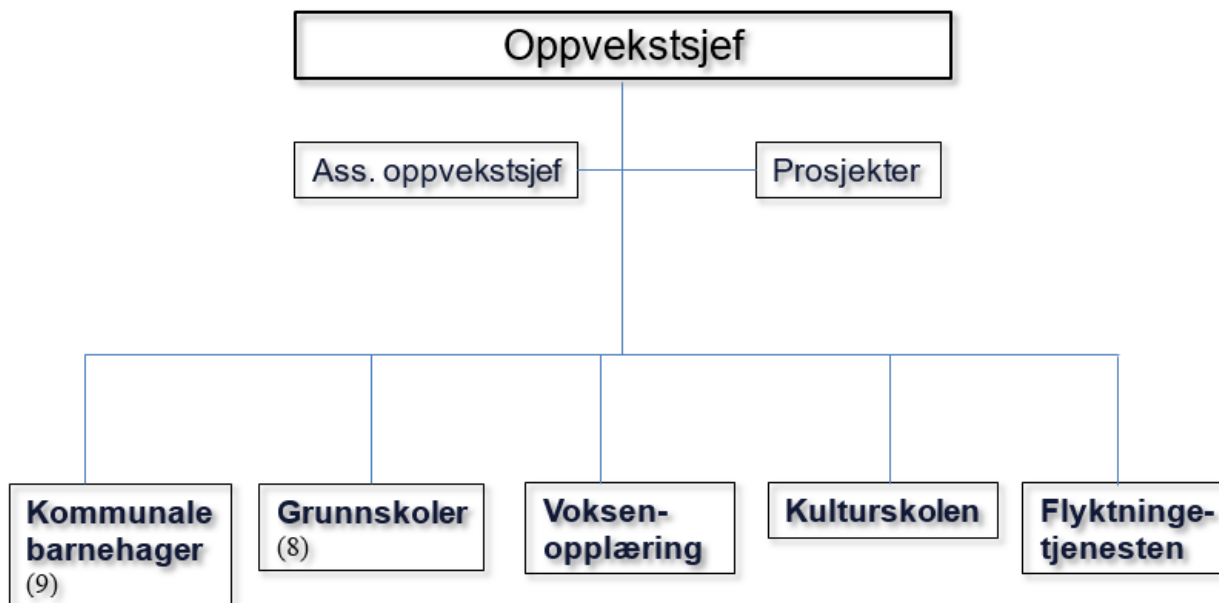 Oppvekstsjef
Ass. oppvekstsjef
Prosjekter
Kommunale
barnehager
(9)
Grunnskoler
(8)
Voksen-
opplæring
Kulturskolen
Flyktninge-
tjenesten